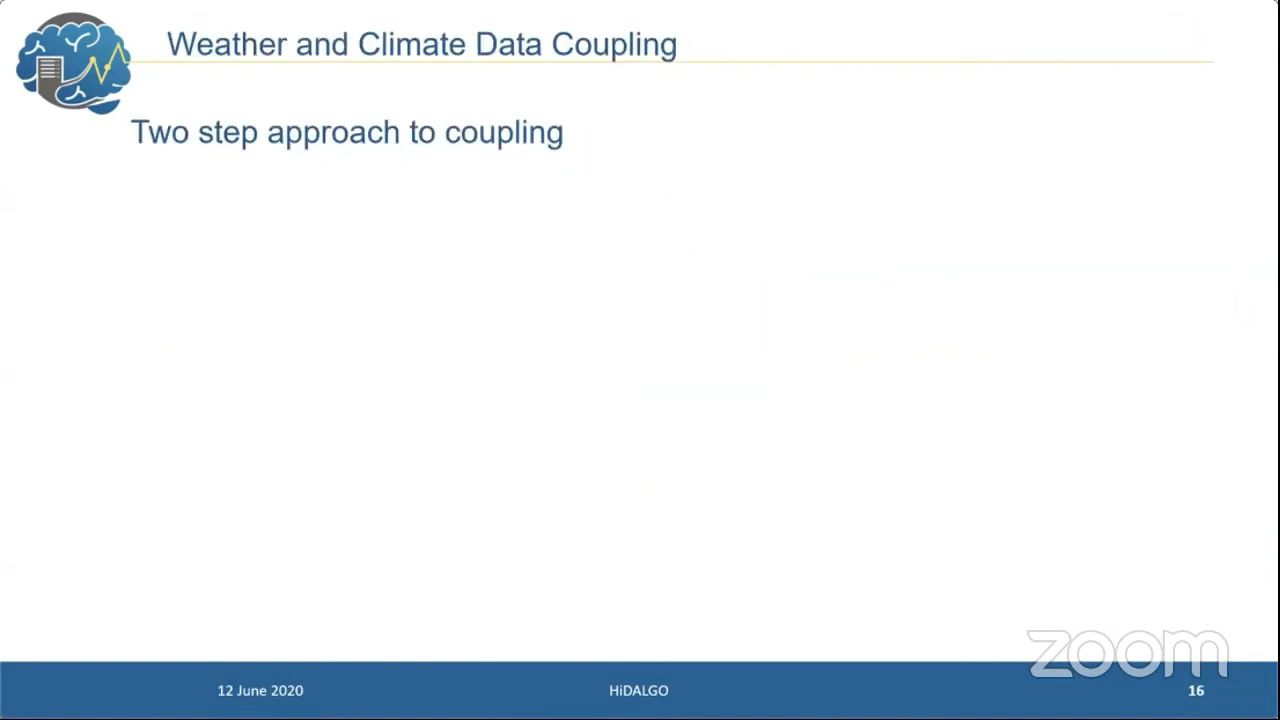 Weather and Climate Data Coupling
Two step approach to coupling
zoom
12 June 2020
HiDALGO
16